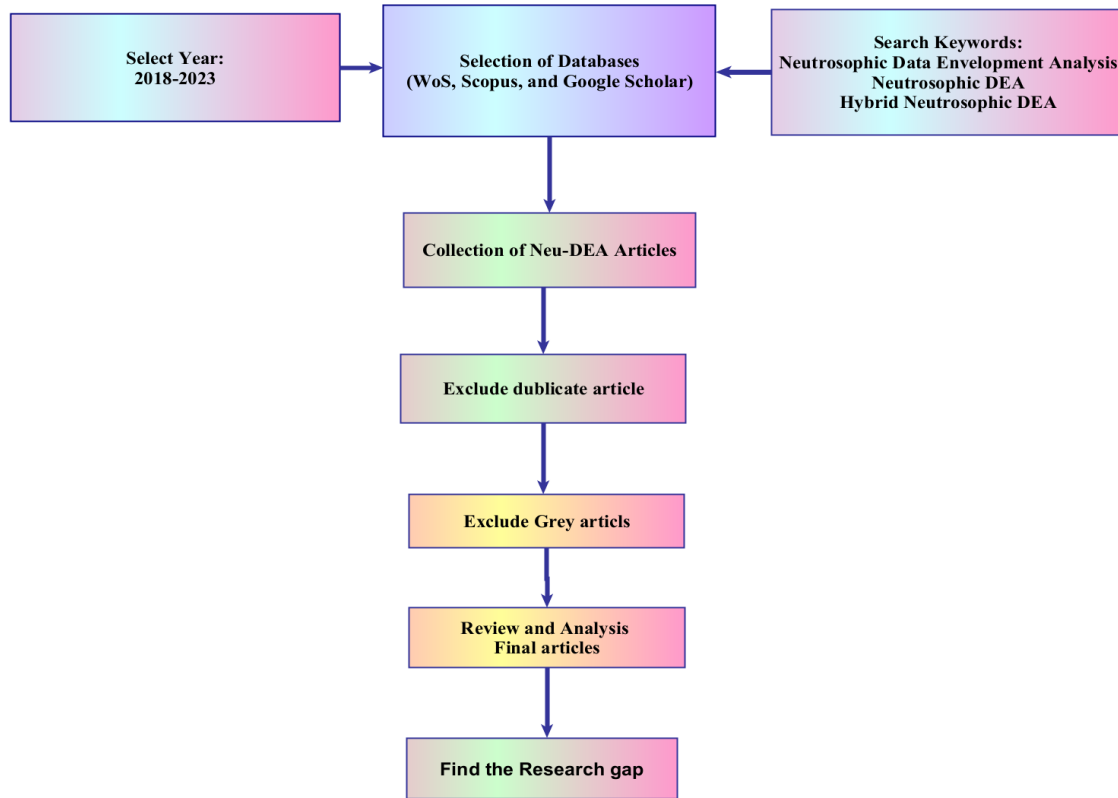 Select Year:
2018-2023
Selection of Databases
(WoS, Scopus, and Google Scholar)
Search Keywords:
Neutrosophic Data Envelopment Analysis
Neutrosophic DEA
Hybrid Neutrosophic DEA
Collection of Neu-DEA Articles
Exclude dublicate article
Exclude Grey articls
Review and Analysis
Final articles
Find the Research gap